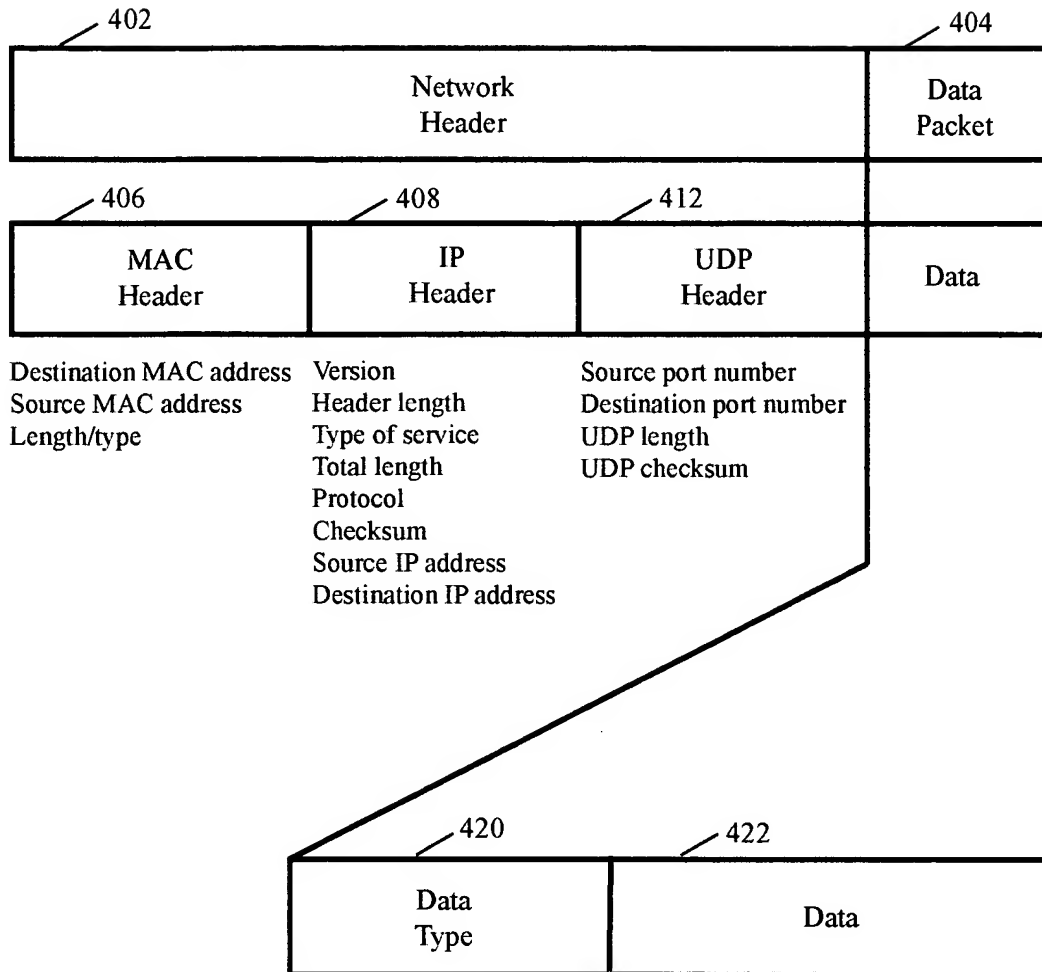 402
404
Network
Header
Data
Packet
406
408
412
MAC
Header
IP
Header
UDP
Header
Data
Destination MAC address
Source MAC address
Length/type
Version
Header length
Type of service
Total length
Protocol
Checksum
Source IP address
Destination IP address
Source port number
Destination port number
UDP length
UDP checksum
420
422
Data
Type
Data